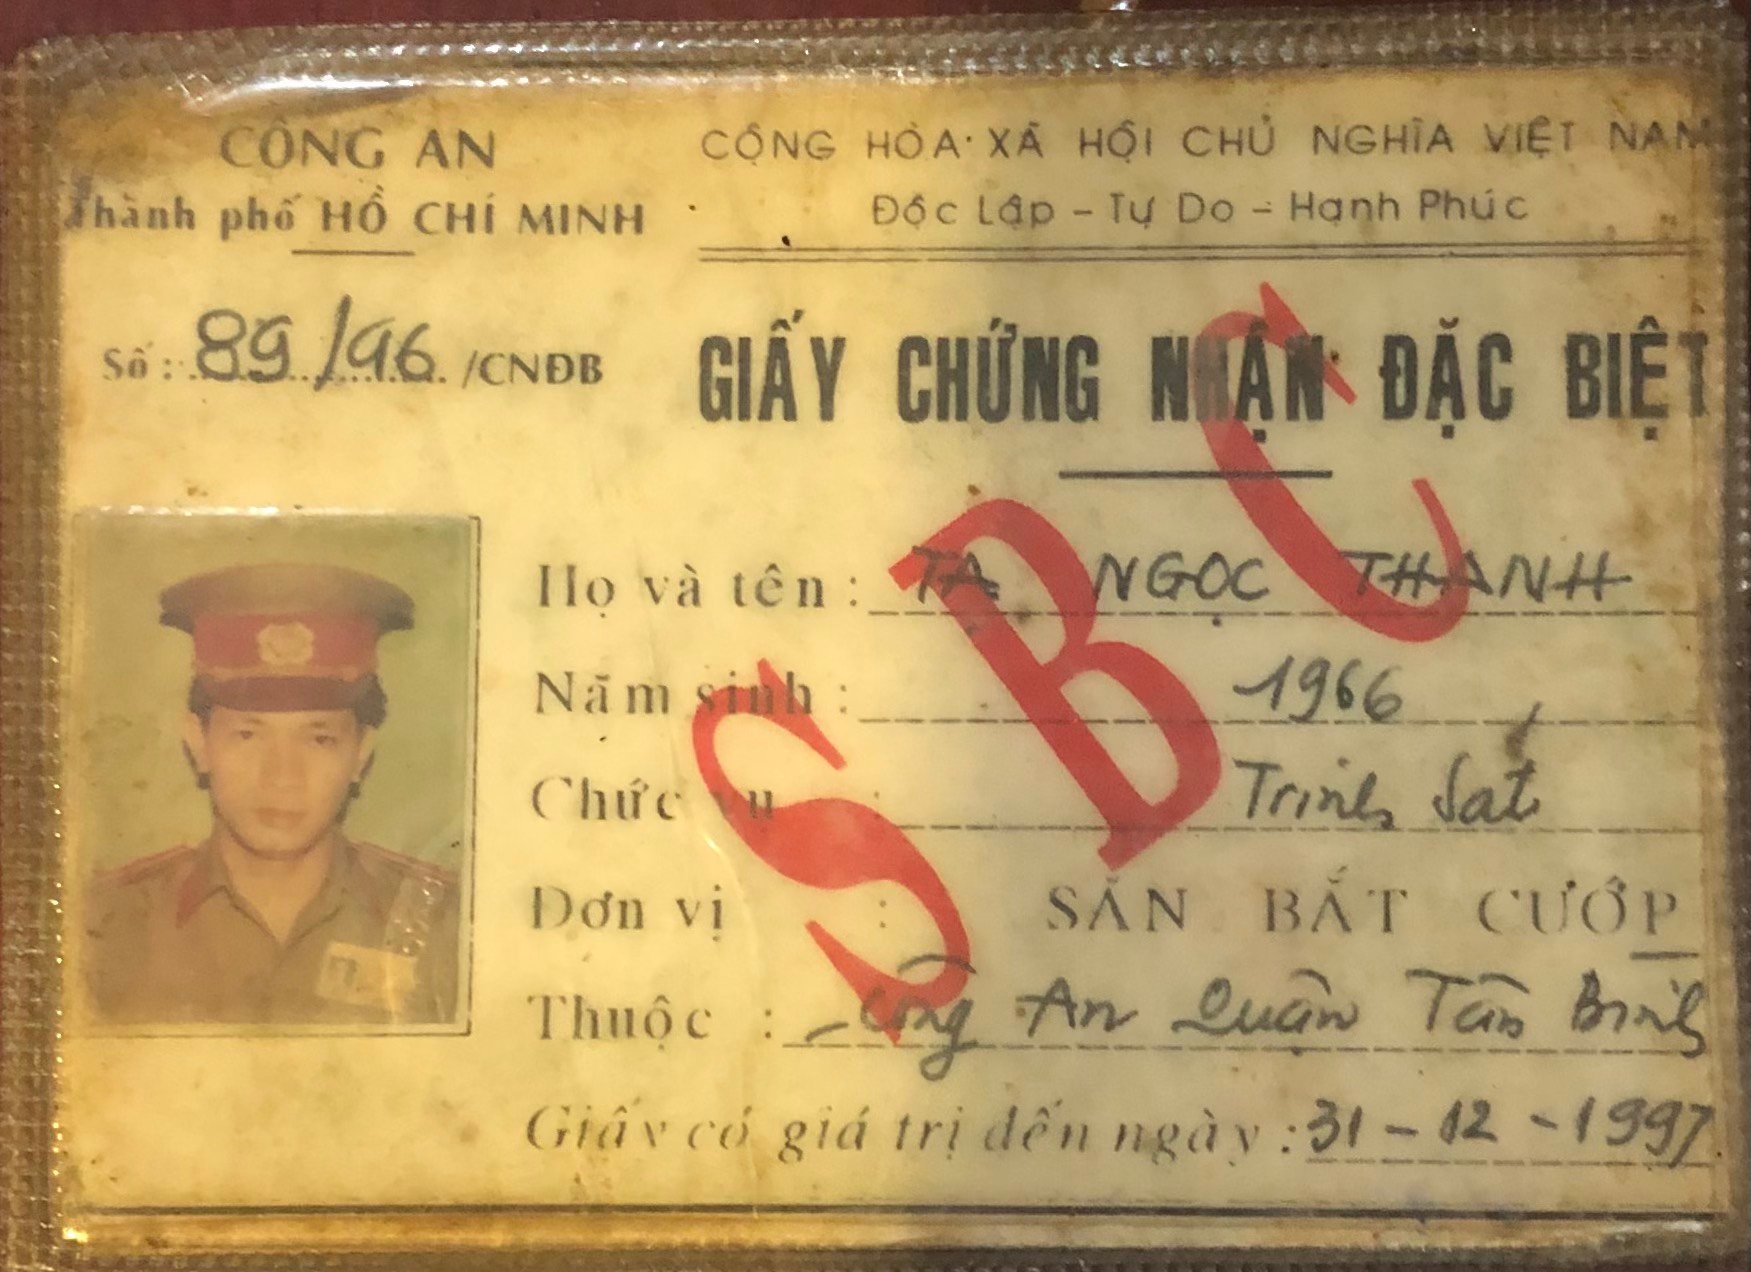 CÔNG AN
Thành phố HỒ CHÍ MINH
CỘNG HÒA XÃ HỘI CHỦ NGHĨA VIỆT NAM
Độc Lập - Tự Do - Hạnh Phúc
Số: 89/96 /CNĐB
GIẤY CHỨNG NHẬN ĐẶC BIỆT
SBC
Họ và tên: TẠ NGỌC THANH
Năm sinh: 1966
Chức vụ: Trinh Sát
Đơn vị: SĂN BẮT CƯỚP
Thuộc: Công An Quận Tân Bình
Giấy có giá trị đến ngày: 31-12-1997